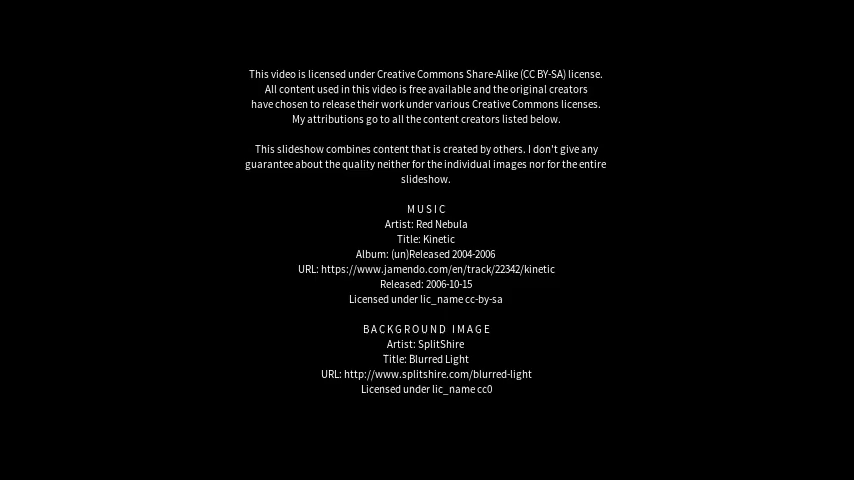 This video is licensed under Creative Commons Share-Alike (CC BY-SA) license.
All content used in this video is free available and the original creators
have chosen to release their work under various Creative Commons licenses.
My attributions go to all the content creators listed below.
This slideshow combines content that is created by others. I don't give any
guarantee about the quality neither for the individual images nor for the entire
slideshow.
MUSIC
Artist: Red Nebula
Title: Kinetic
Album: (un)Released 2004-2006
URL: https://www.jamendo.com/en/track/22342/kinetic
Released: 2006-10-15
Licensed under lic_name cc-by-sa
BACKGROUND IMAGE
Artist: SplitShire
Title: Blurred Light
URL: http://www.splitshire.com/blurred-light
Licensed under lic_name cc0